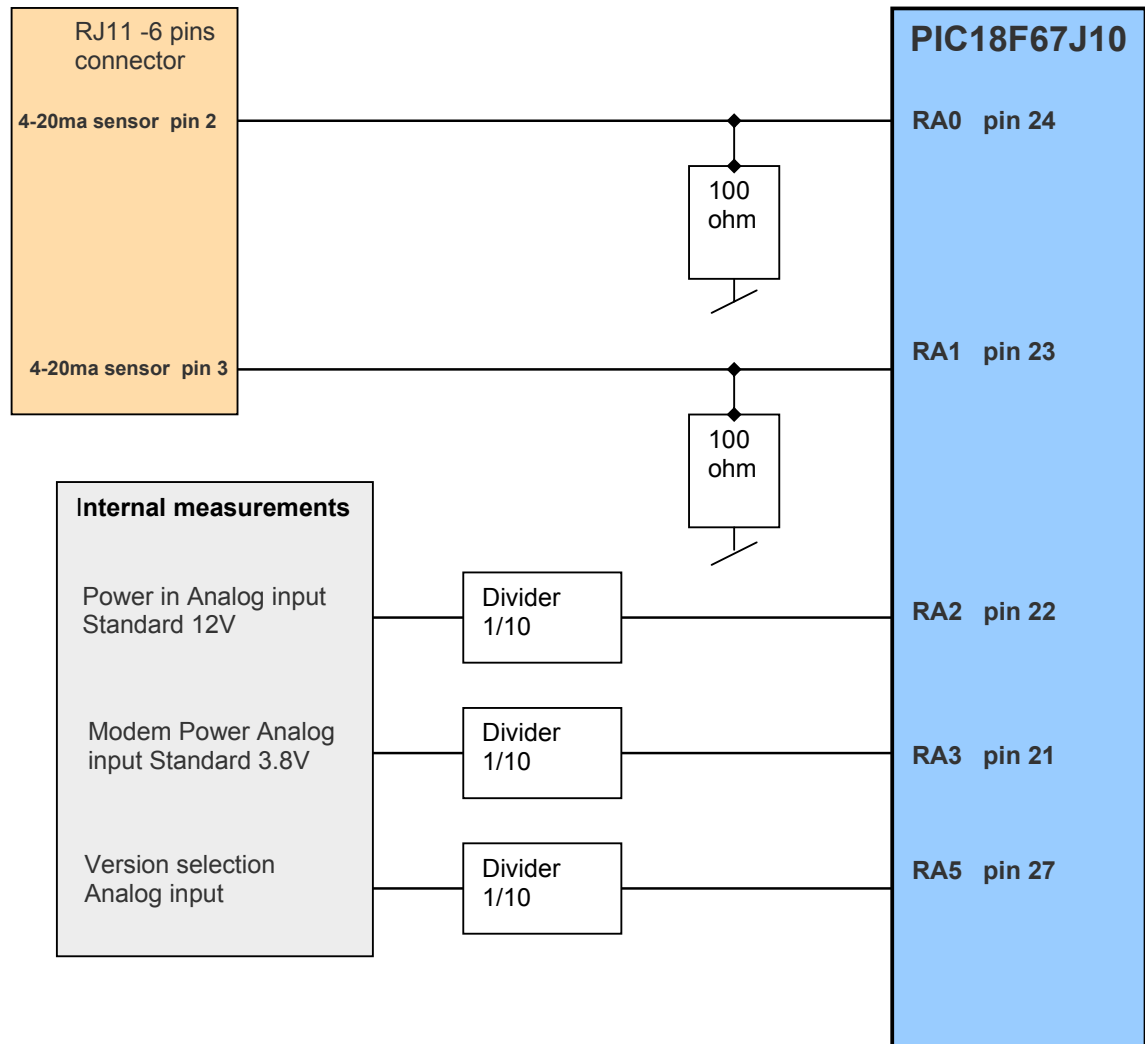 RJ11 -6 pins
connector
4-20ma sensor  pin 2
4-20ma sensor  pin 3
PIC18F67J10
RA0   pin 24
100
ohm
RA1   pin 23
100
ohm
Internal measurements
Power in Analog input
Standard 12V
Divider
1/10
RA2   pin 22
Modem Power Analog
input Standard 3.8V
Divider
1/10
RA3   pin 21
Version selection
Analog input
Divider
1/10
RA5   pin 27